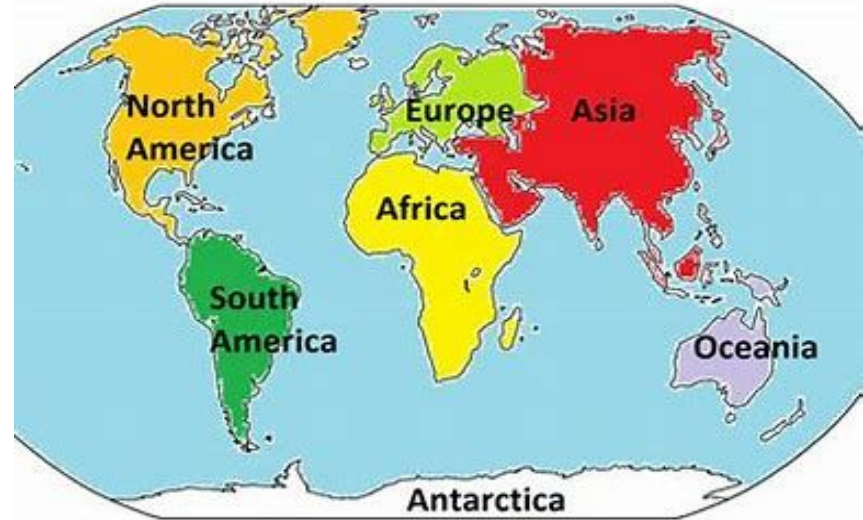 North
America
Europe
Asia
Africa
South
America
Oceania
Antarctica